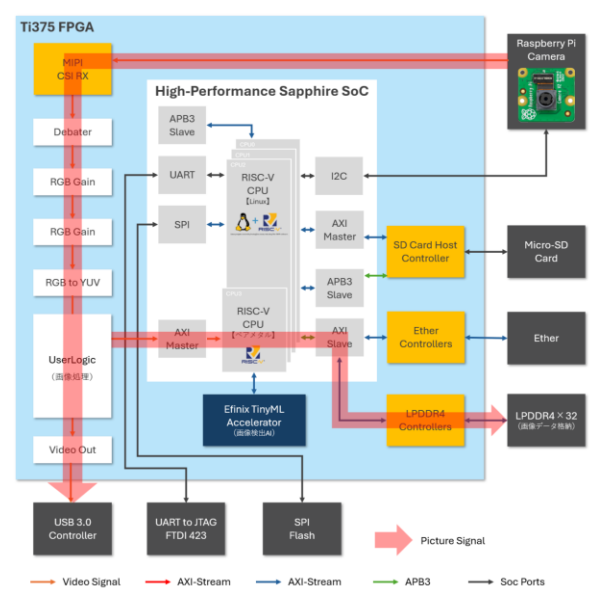 Ti375 FPGA
MIPI
CSI RX
Raspberry Pi
Camera
High-Performance Sapphire SoC
Debater
APB3
Slave
CPU0
CPU1
CPU2
RGB Gain
UART
RISC-V
CPU
【Linux】
I2C
RGB Gain
SPI
AXI
Master
SD Card Host
Controller
Micro-SD
Card
RGB to YUV
APB3
Slave
CPU3
RISC-V
CPU
【ベアメタル】
UserLogic
（画像処理）
AXI
Master
AXI
Slave
Ether
Controllers
Ether
Efinix TinyML
Accelerator
（画像検出AI）
LPDDR4
Controllers
LPDDR4×32
（画像データ格納）
Video Out
USB 3.0
Controller
UART to JTAG
FTDI 423
SPI
Flash
Picture Signal
Video Signal
AXI-Stream
AXI-Stream
APB3
Soc Ports